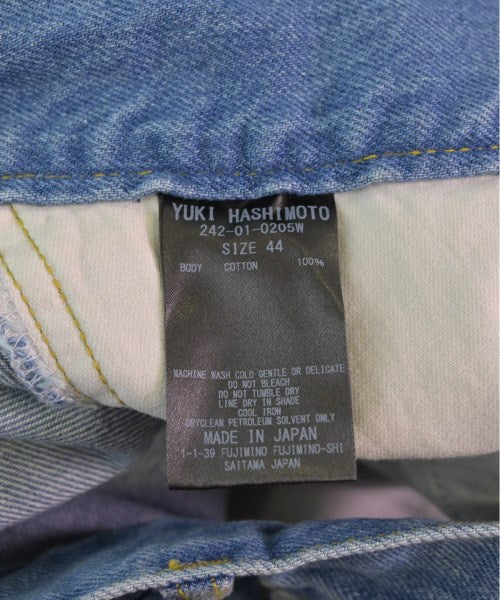 YUKI HASHIMOTO
242-01-0205W
SIZE 44
BODY COTTON 100%
MACHINE WASH COLD GENTLE OR DELICATE
DO NOT BLEACH
DO NOT TUMBLE DRY
LINE DRY IN SHADE
COOL IRON
DRYCLEAN PETROLEUM SOLVENT ONLY
MADE IN JAPAN
1-1-39 FUJIMINO FUJIMINO-SHI
SAITAMA JAPAN